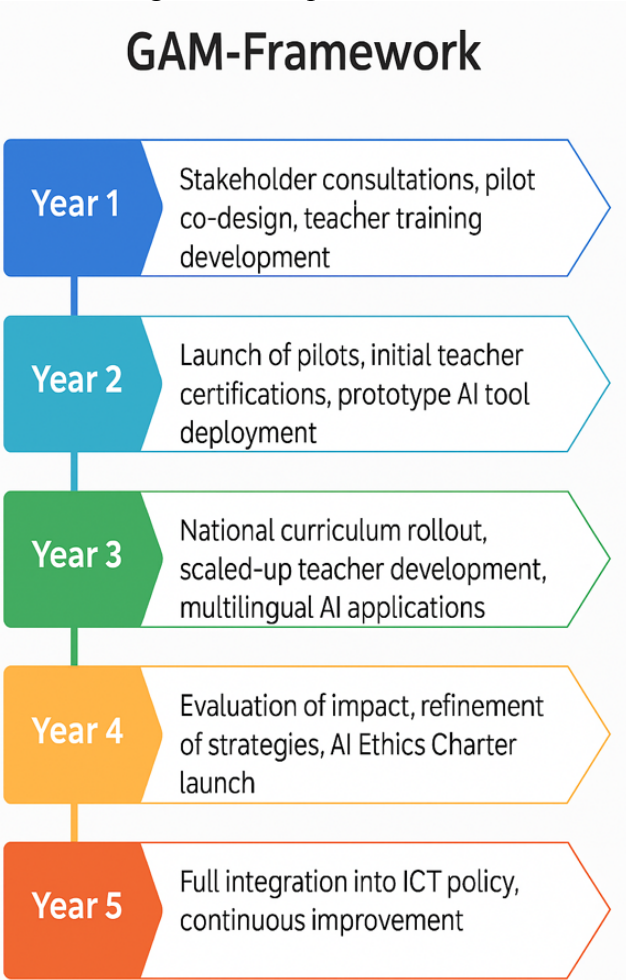 GAM-Framework
Year 1
Stakeholder consultations, pilot
co-design, teacher training
development
Year 2
Launch of pilots, initial teacher
certifications, prototype AI tool
deployment
Year 3
National curriculum rollout,
scaled-up teacher development,
multilingual AI applications
Year 4
Evaluation of impact, refinement
of strategies, AI Ethics Charter
launch
Year 5
Full integration into ICT policy,
continuous improvement